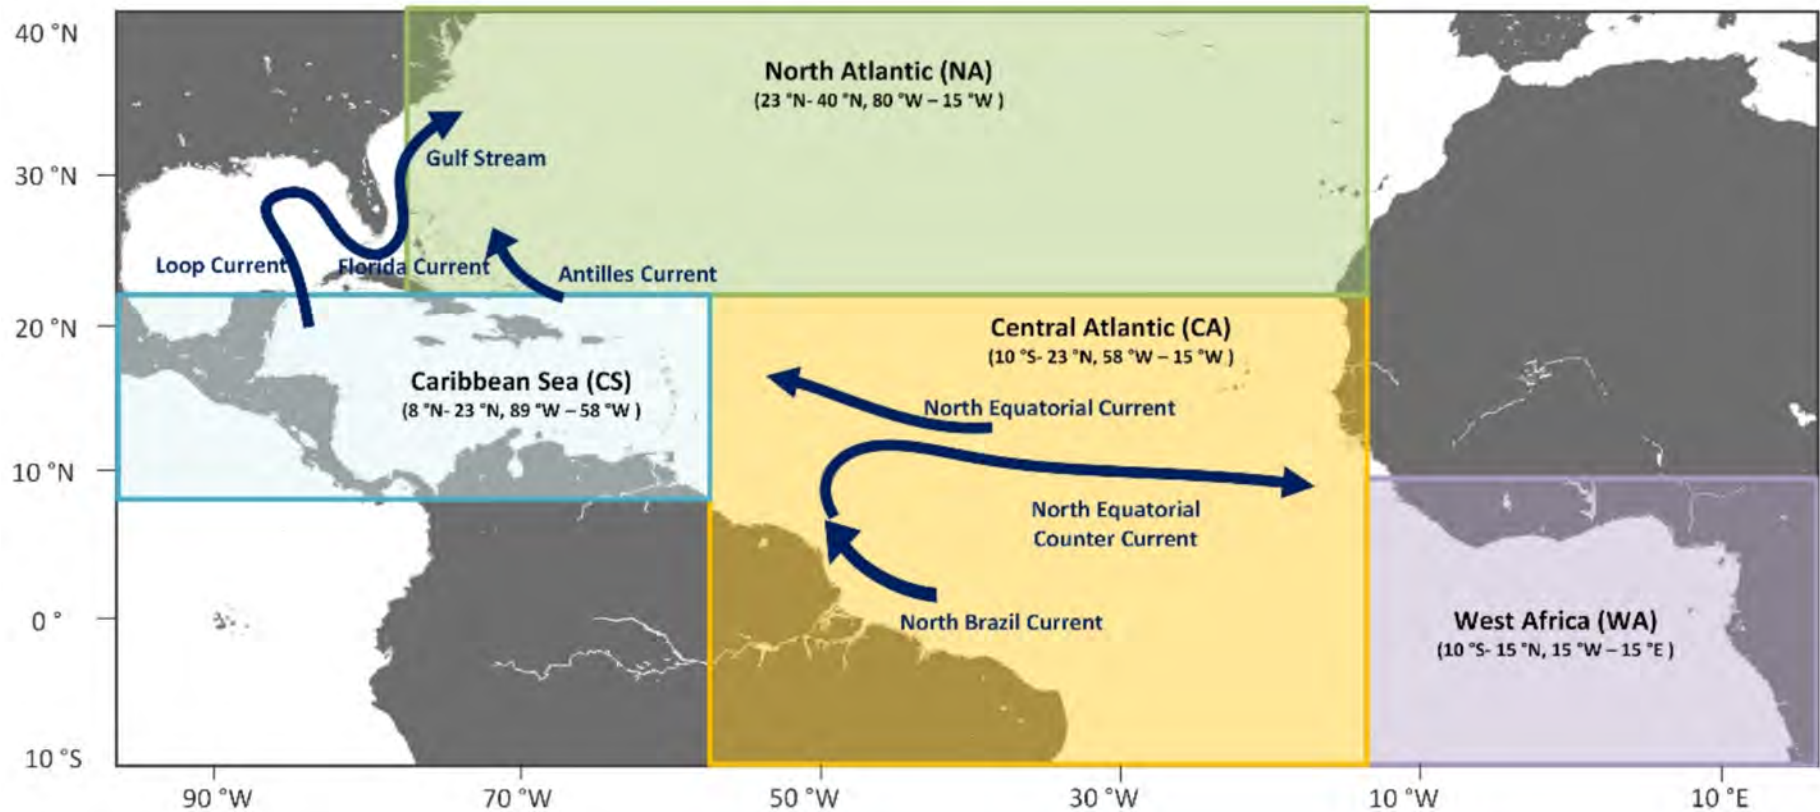 40 °N
North Atlantic (NA)
(23 °N- 40 °N, 80 °W – 15 °W )
Gulf Stream
30 °N
Loop Current
Florida Current
Antilles Current
20 °N
Central Atlantic (CA)
(10 °S- 23 °N, 58 °W – 15 °W )
Caribbean Sea (CS)
(8 °N- 23 °N, 89 °W – 58 °W )
North Equatorial Current
10 °N
North Equatorial
Counter Current
0 °
North Brazil Current
West Africa (WA)
(10 °S- 15 °N, 15 °W – 15 °E )
10 °S
90 °W
70 °W
50 °W
30 °W
10 °W
10 °E